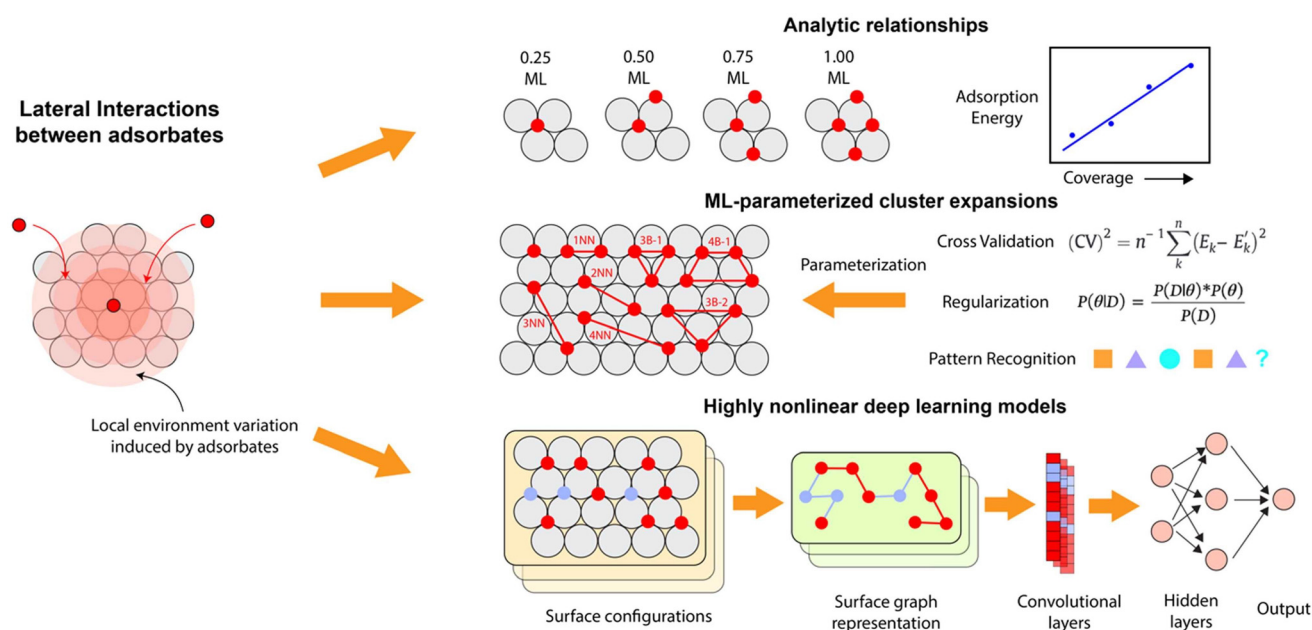 Lateral Interactions
between adsorbates
Local environment variation
induced by adsorbates
Analytic relationships
0.25
ML
0.50
ML
0.75
ML
1.00
ML
Adsorption
Energy
Coverage
ML-parameterized cluster expansions
1NN
3B-1
4B-1
2NN
3B-2
3NN
4NN
Parameterization
Cross Validation (CV)² = n⁻¹ ∑ₖⁿ (Eₖ − E′ₖ)²
Regularization P(θ|D) = P(D|θ)*P(θ) / P(D)
Pattern Recognition ?
Highly nonlinear deep learning models
Surface configurations
Surface graph
representation
Convolutional
layers
Hidden
layers
Output